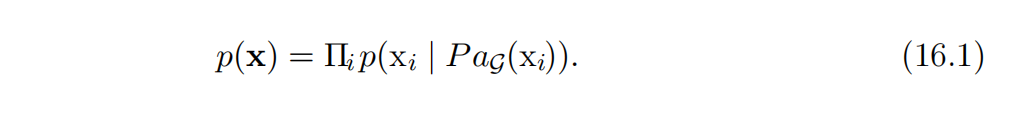 p(x) = Π_i p(x_i | Pa_𝒢(x_i)). (16.1)